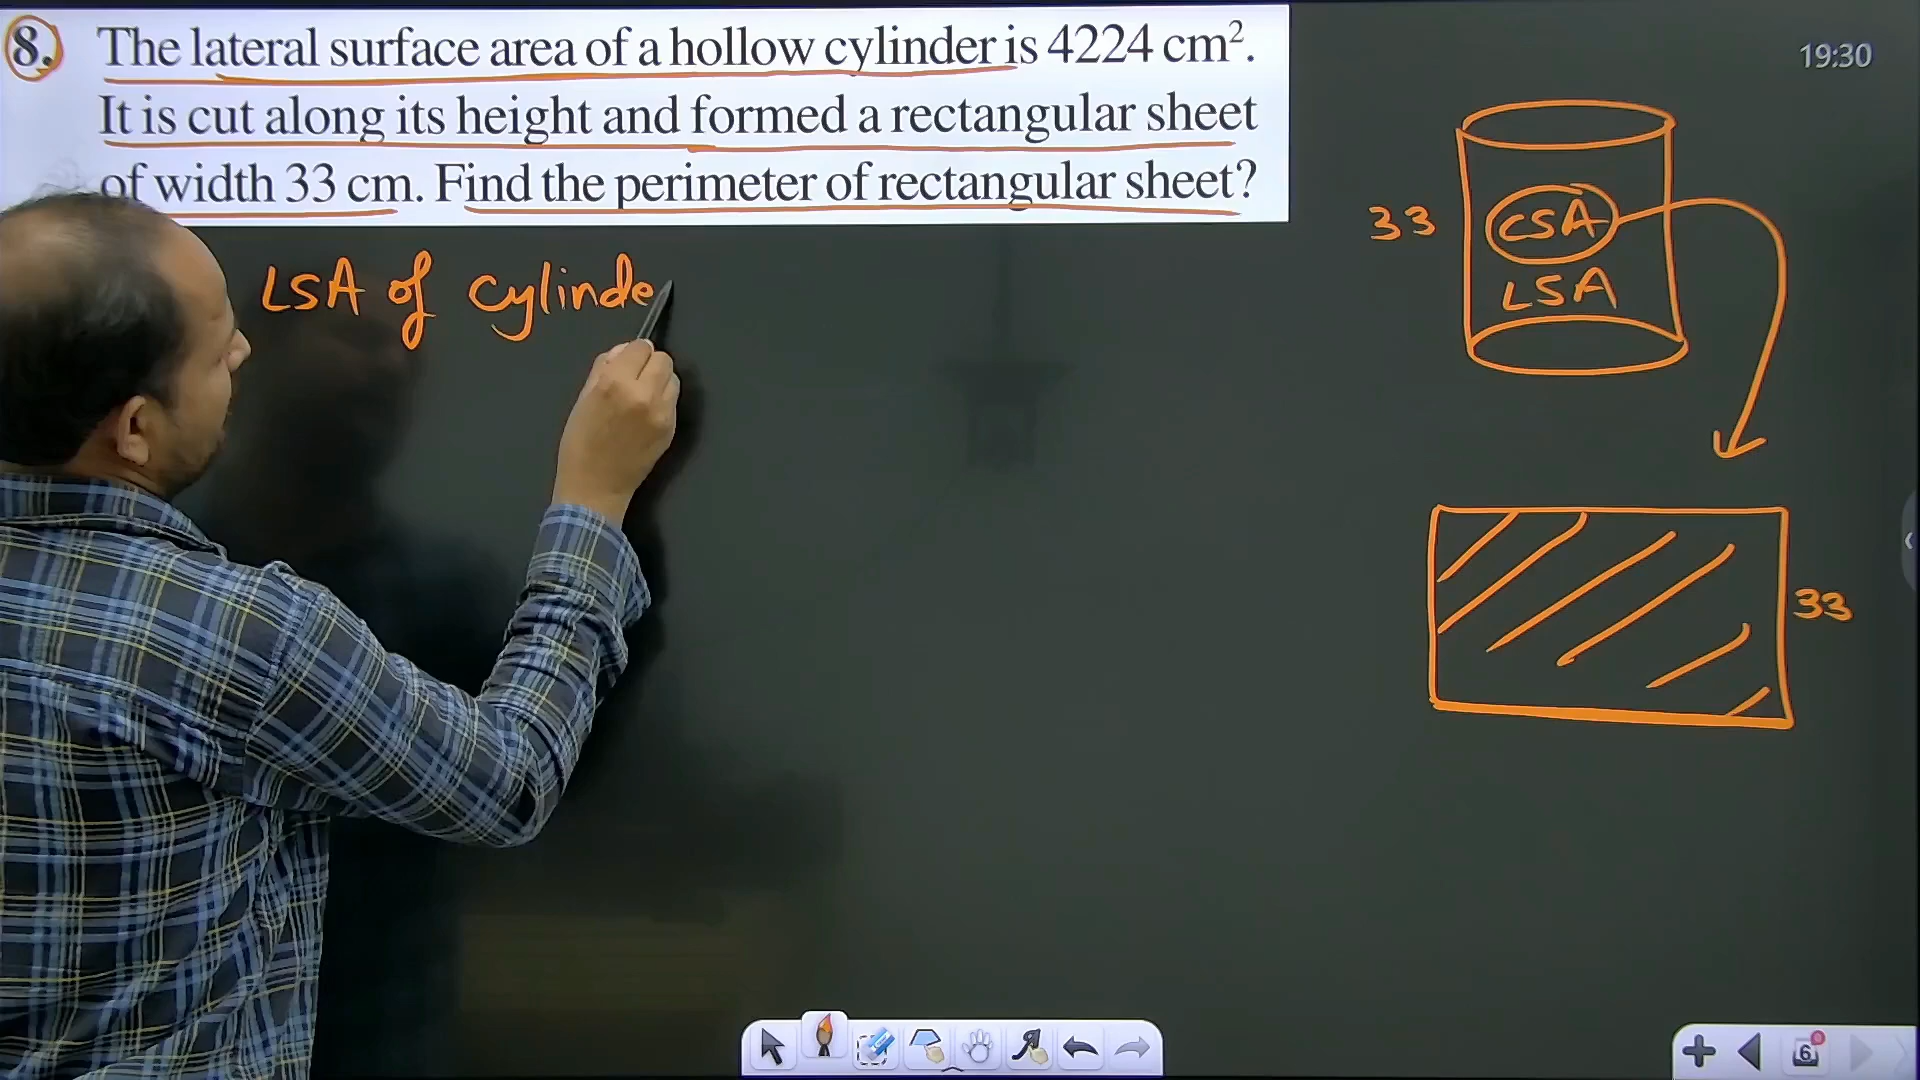 8. The lateral surface area of a hollow cylinder is 4224 cm².
It is cut along its height and formed a rectangular sheet
of width 33 cm. Find the perimeter of rectangular sheet?
19:30
LSA of cylinde
33
CSA
LSA
33
6